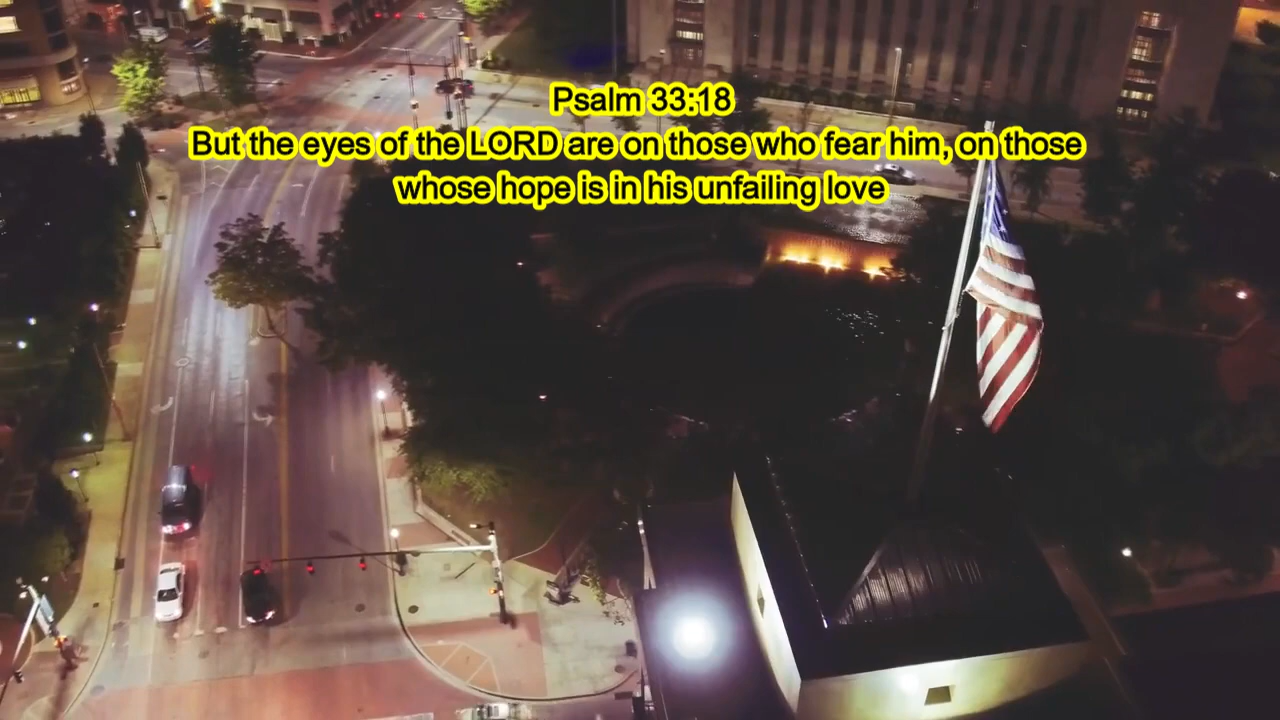 Psalm 33:18
But the eyes of the LORD are on those who fear him, on those
whose hope is in his unfailing love